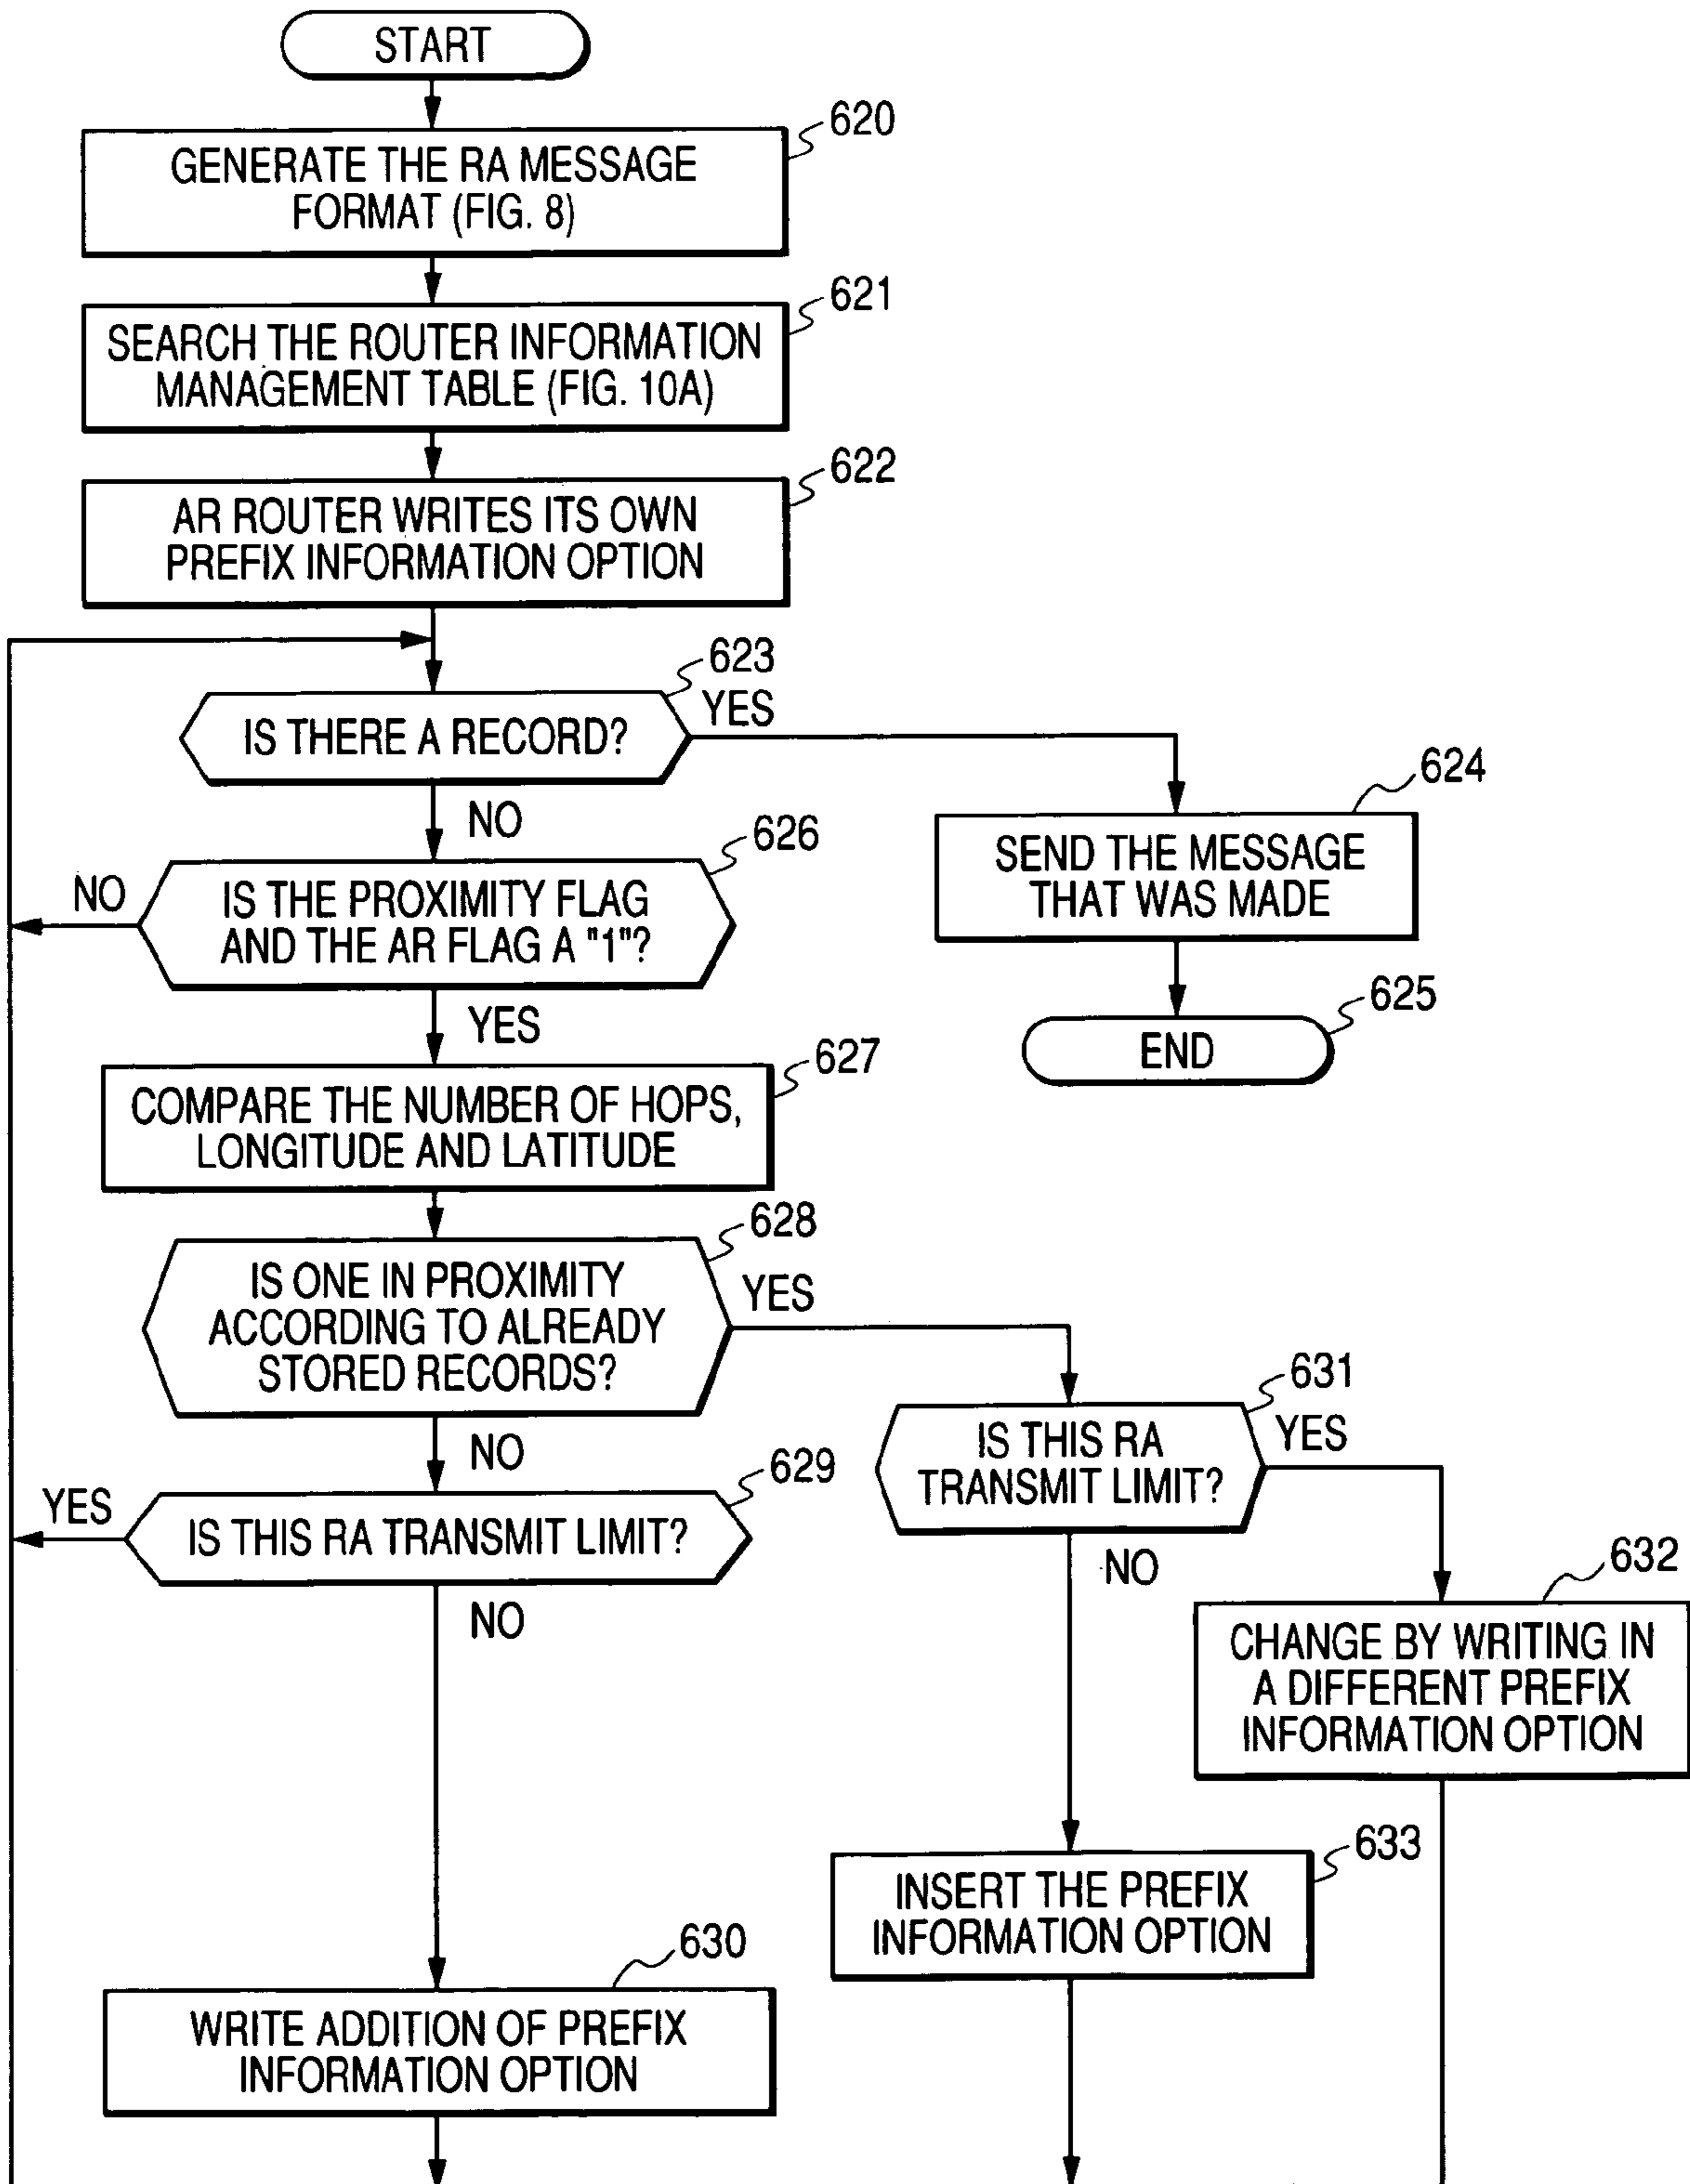 START
620
GENERATE THE RA MESSAGE
FORMAT (FIG. 8)
621
SEARCH THE ROUTER INFORMATION
MANAGEMENT TABLE (FIG. 10A)
622
AR ROUTER WRITES ITS OWN
PREFIX INFORMATION OPTION
623
IS THERE A RECORD?
YES
NO
624
SEND THE MESSAGE
THAT WAS MADE
625
END
626
IS THE PROXIMITY FLAG
AND THE AR FLAG A "1"?
NO
YES
627
COMPARE THE NUMBER OF HOPS,
LONGITUDE AND LATITUDE
628
IS ONE IN PROXIMITY
ACCORDING TO ALREADY
STORED RECORDS?
YES
NO
629
IS THIS RA TRANSMIT LIMIT?
YES
NO
631
IS THIS RA
TRANSMIT LIMIT?
YES
NO
632
CHANGE BY WRITING IN
A DIFFERENT PREFIX
INFORMATION OPTION
633
INSERT THE PREFIX
INFORMATION OPTION
630
WRITE ADDITION OF PREFIX
INFORMATION OPTION